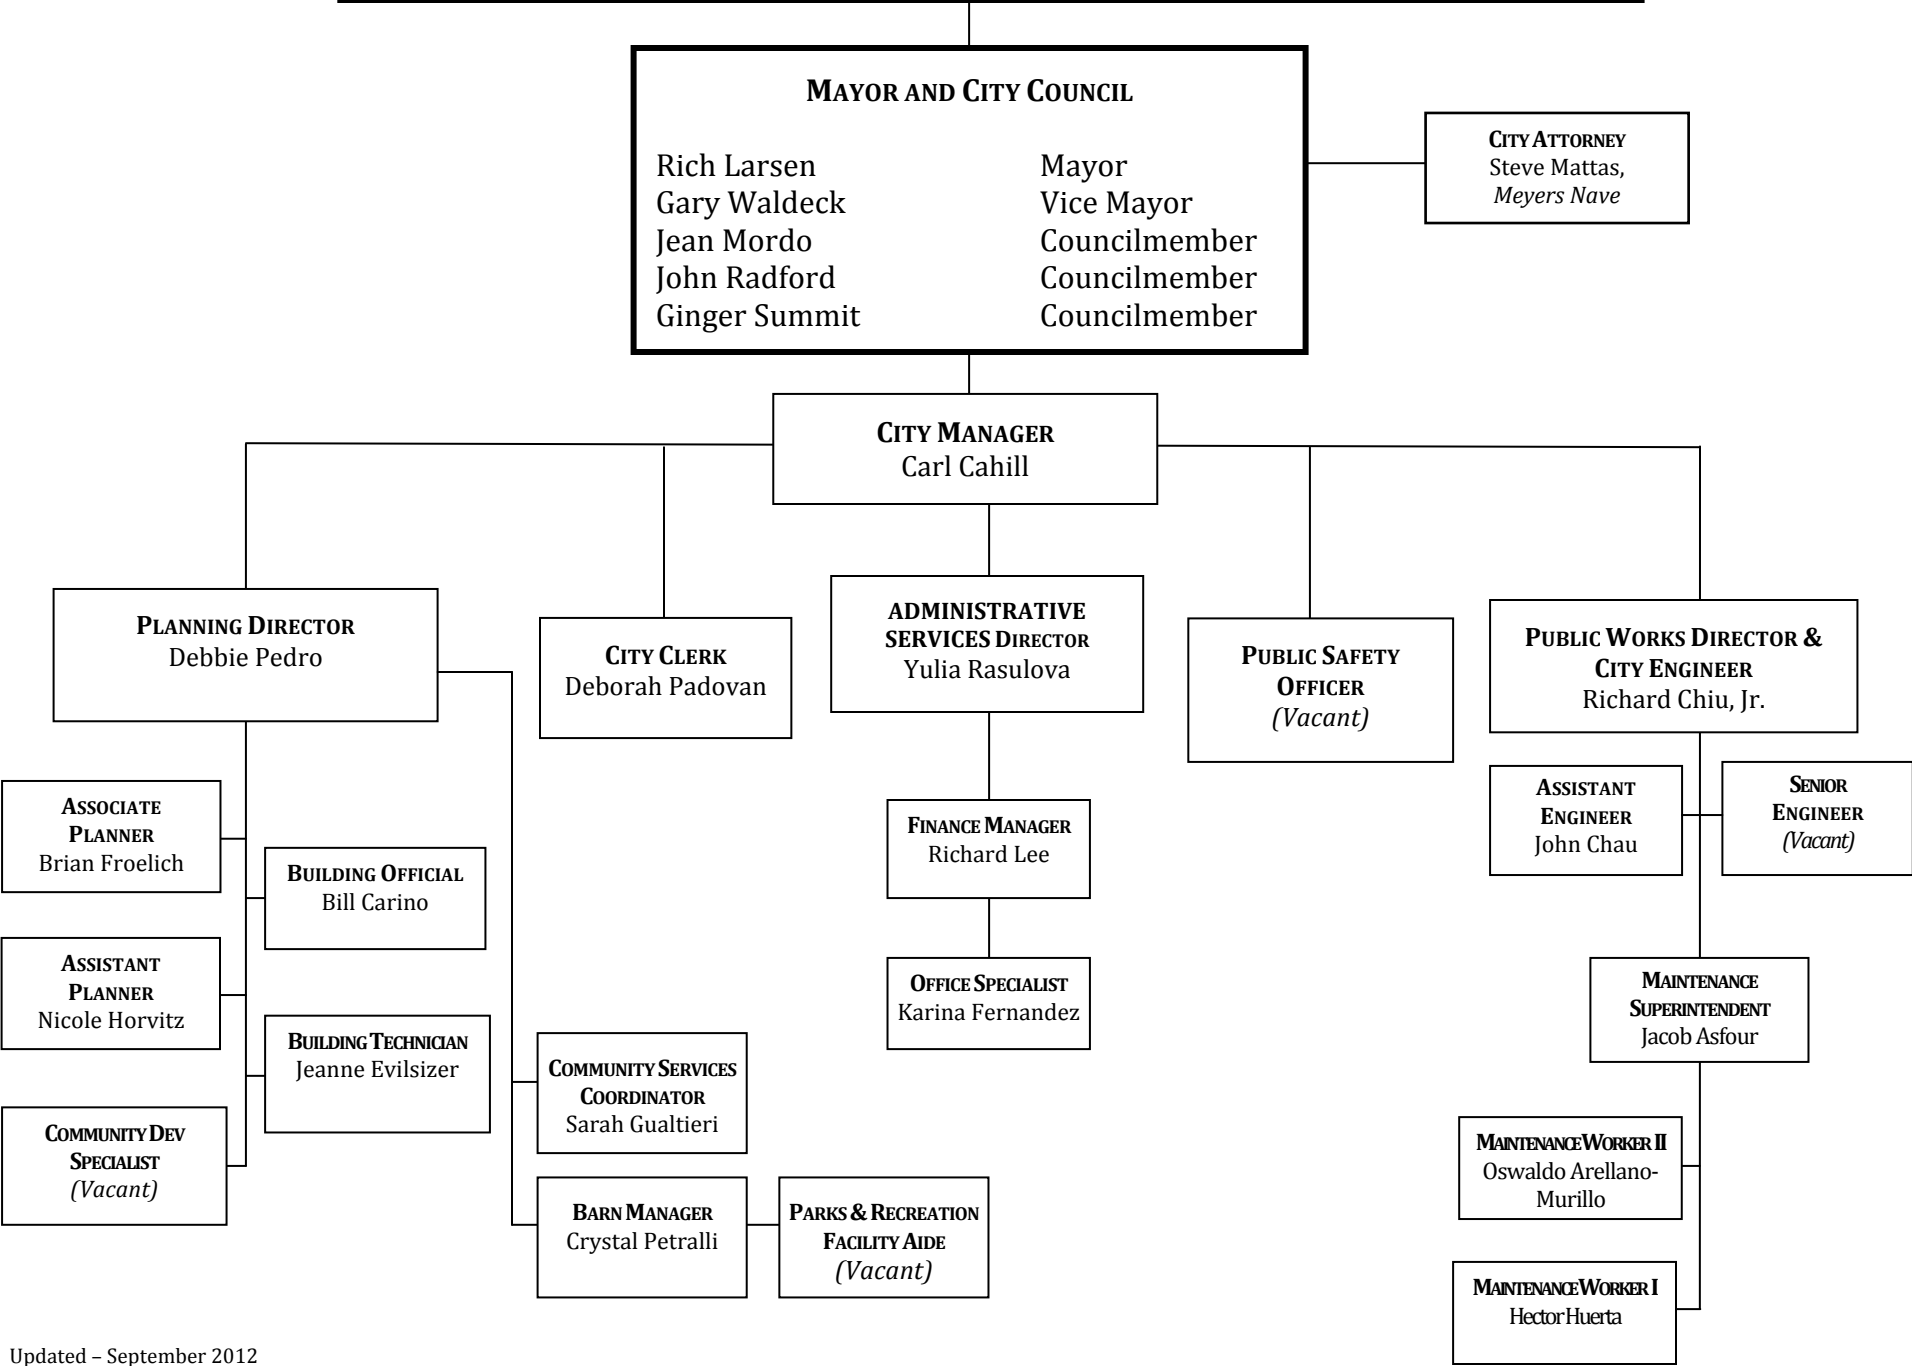 MAYOR AND CITY COUNCIL
Rich Larsen Mayor
Gary Waldeck Vice Mayor
Jean Mordo Councilmember
John Radford Councilmember
Ginger Summit Councilmember
CITY ATTORNEY
Steve Mattas,
Meyers Nave
CITY MANAGER
Carl Cahill
PLANNING DIRECTOR
Debbie Pedro
CITY CLERK
Deborah Padovan
ADMINISTRATIVE
SERVICES DIRECTOR
Yulia Rasulova
PUBLIC SAFETY
OFFICER
(Vacant)
PUBLIC WORKS DIRECTOR &
CITY ENGINEER
Richard Chiu, Jr.
ASSOCIATE
PLANNER
Brian Froelich
BUILDING OFFICIAL
Bill Carino
ASSISTANT
PLANNER
Nicole Horvitz
BUILDING TECHNICIAN
Jeanne Evilsizer
COMMUNITY DEV
SPECIALIST
(Vacant)
COMMUNITY SERVICES
COORDINATOR
Sarah Gualtieri
BARN MANAGER
Crystal Petralli
PARKS & RECREATION
FACILITY AIDE
(Vacant)
FINANCE MANAGER
Richard Lee
OFFICE SPECIALIST
Karina Fernandez
ASSISTANT
ENGINEER
John Chau
SENIOR
ENGINEER
(Vacant)
MAINTENANCE
SUPERINTENDENT
Jacob Asfour
MAINTENANCE WORKER II
Oswaldo Arellano-
Murillo
MAINTENANCE WORKER I
Hector Huerta
Updated – September 2012